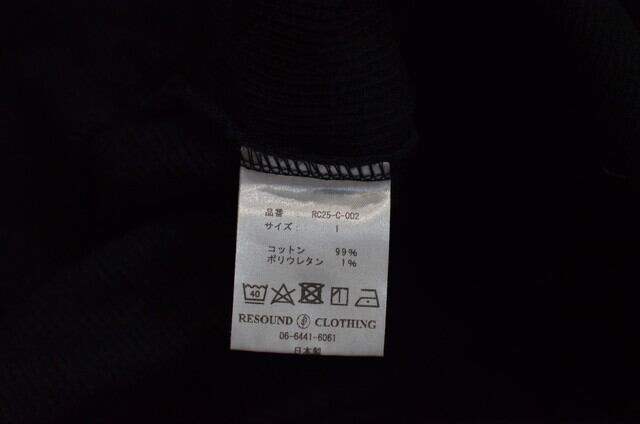 品番 RC25-C-002
サイズ: 1
コットン 99%
ポリウレタン 1%
40
RESOUND CLOTHING
06-6441-6061
日本製